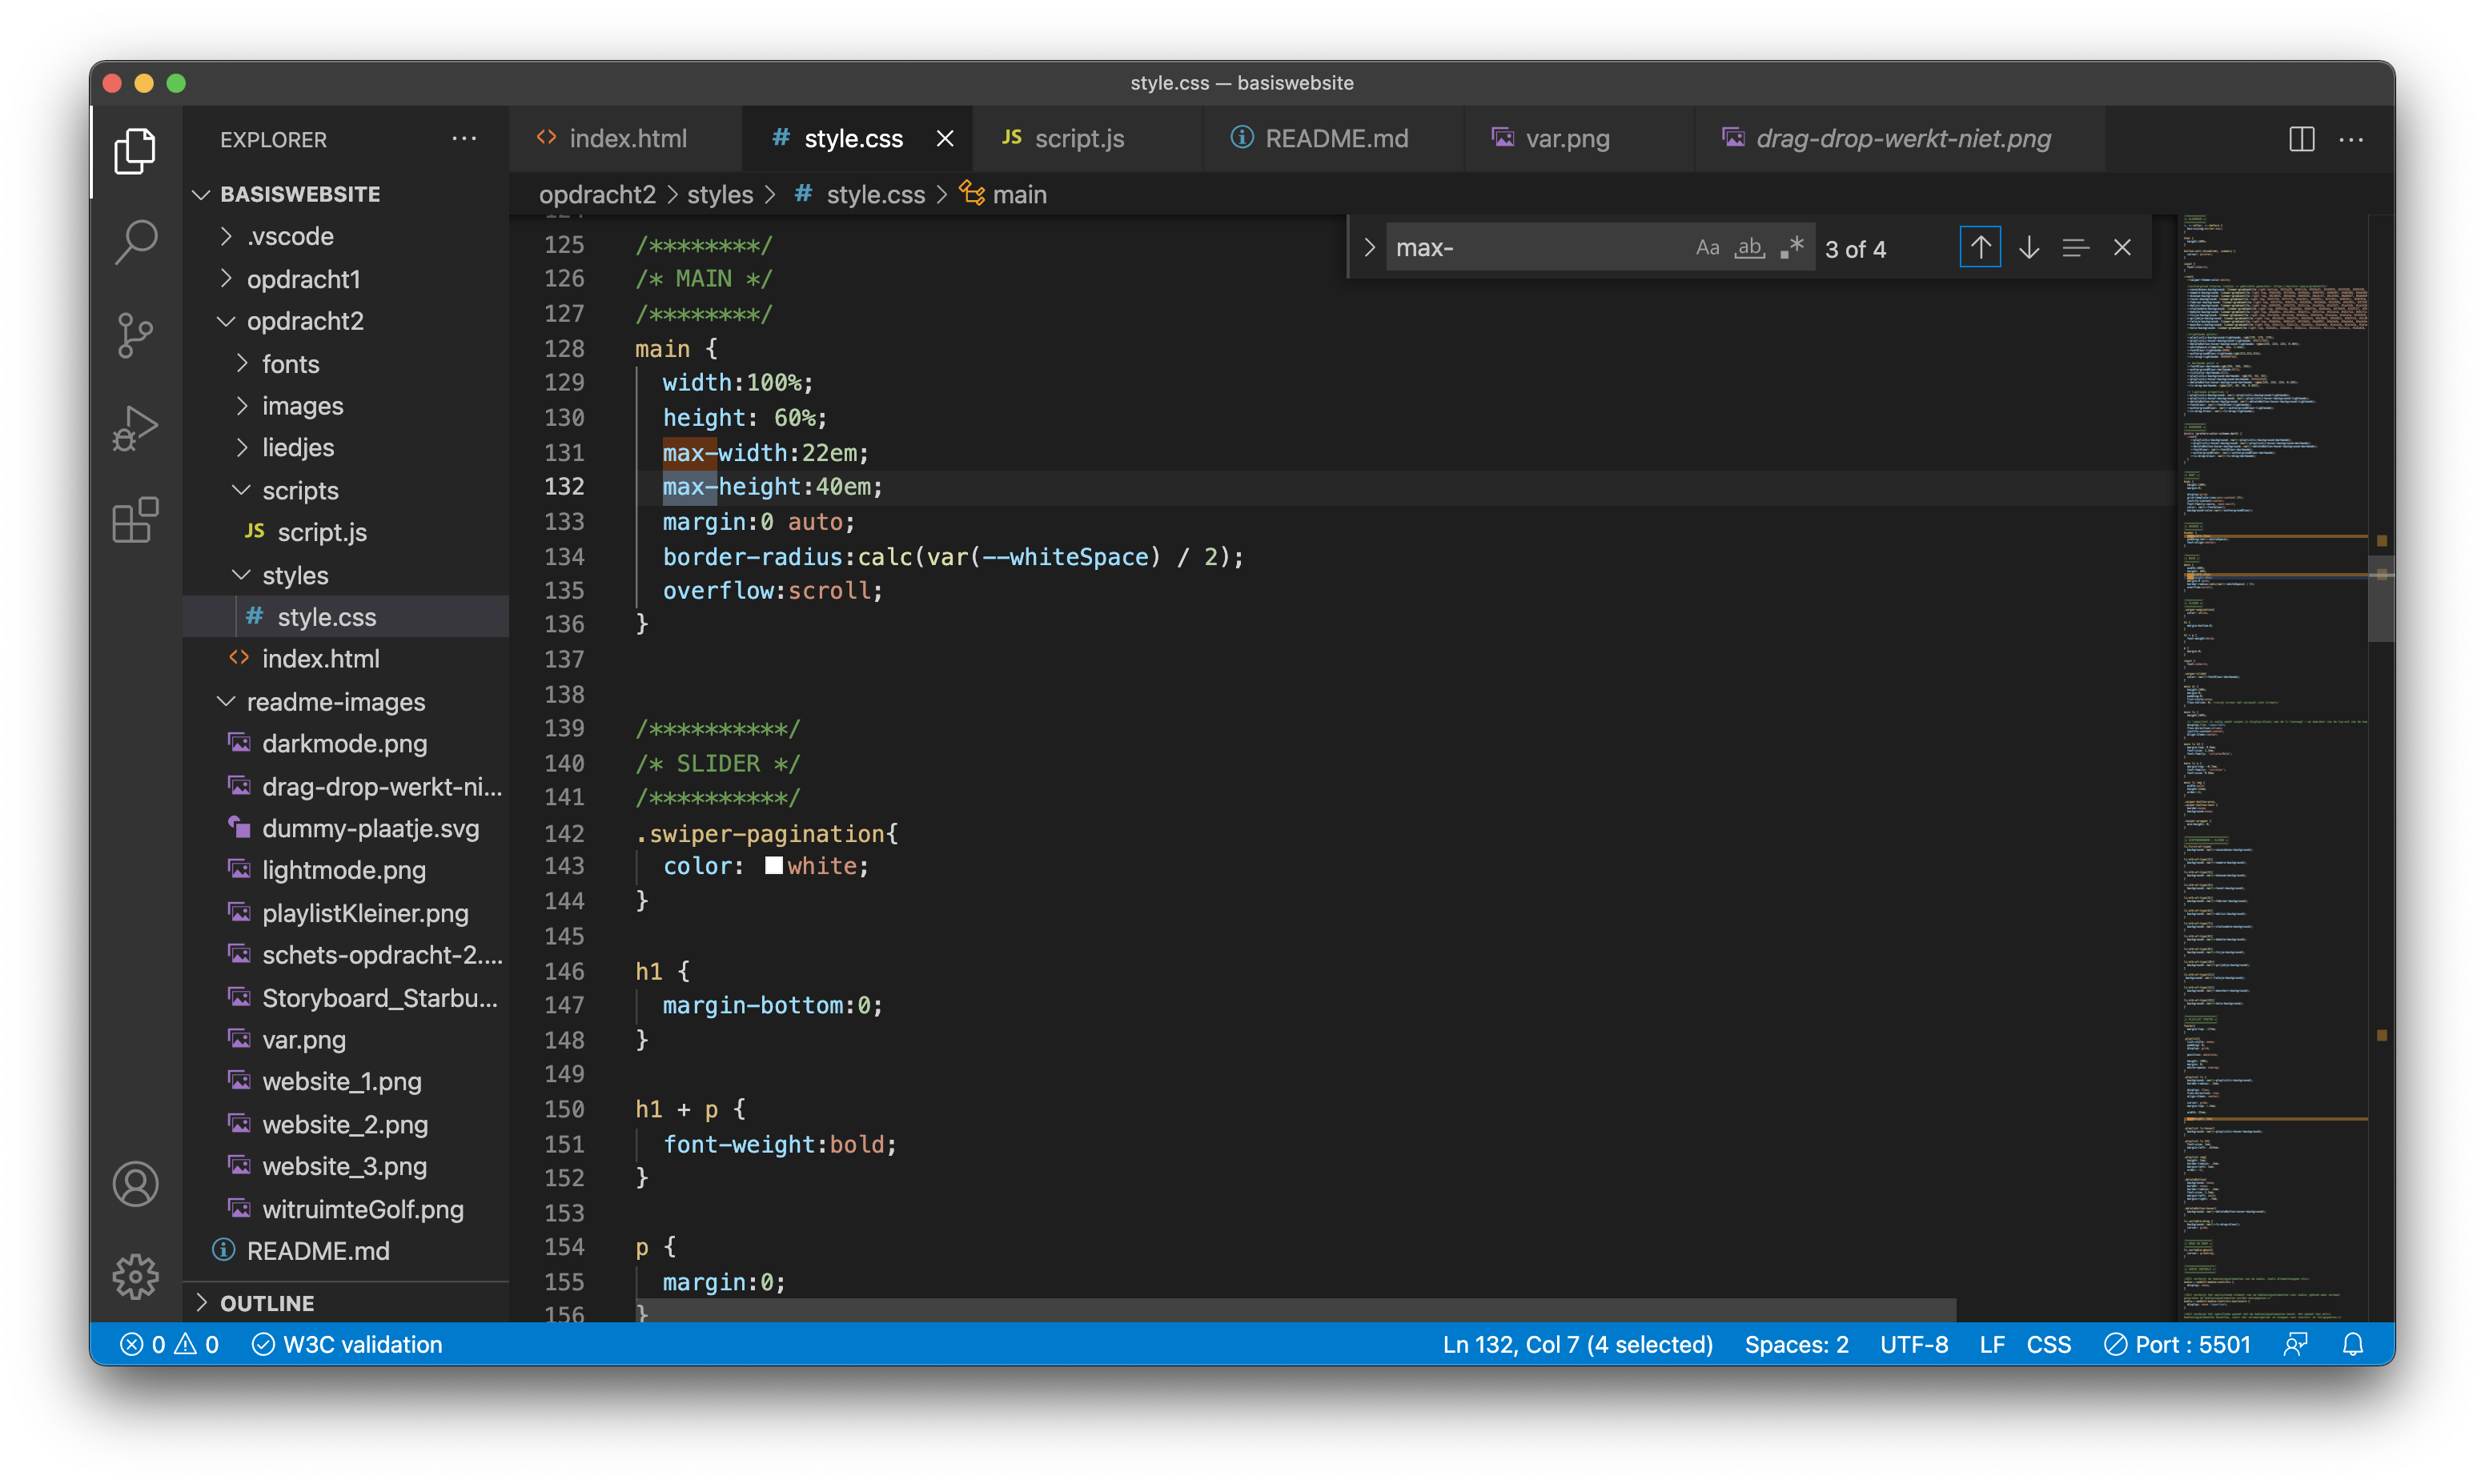 style.css — basiswebsite
EXPLORER
index.html
style.css
script.js
README.md
var.png
drag-drop-werkt-niet.png
opdracht2 > styles > # style.css > main
max-
Aa
ab
3 of 4
BASISWEBSITE
.vscode
opdracht1
opdracht2
fonts
images
liedjes
scripts
JS script.js
styles
# style.css
index.html
readme-images
darkmode.png
drag-drop-werkt-ni...
dummy-plaatje.svg
lightmode.png
playlistKleiner.png
schets-opdracht-2....
Storyboard_Starbu...
var.png
website_1.png
website_2.png
website_3.png
witruimteGolf.png
README.md
OUTLINE
125 /********/
126 /* MAIN */
127 /********/
128 main {
129 width:100%;
130 height: 60%;
131 max-width:22em;
132 max-height:40em;
133 margin:0 auto;
134 border-radius:calc(var(--whiteSpace) / 2);
135 overflow:scroll;
136 }
137
138
139 /**********/
140 /* SLIDER */
141 /**********/
142 .swiper-pagination{
143 color: white;
144 }
145
146 h1 {
147 margin-bottom:0;
148 }
149
150 h1 + p {
151 font-weight:bold;
152 }
153
154 p {
155 margin:0;
156 }
0 0 W3C validation
Ln 132, Col 7 (4 selected) Spaces: 2 UTF-8 LF CSS Port : 5501